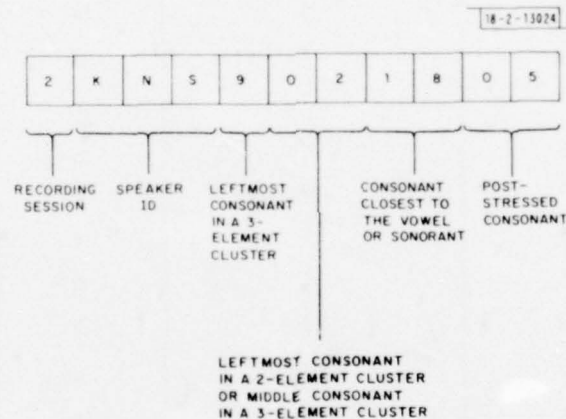 18-2-13024
2 K N S 9 0 2 1 8 0 5
RECORDING
SESSION
SPEAKER
ID
LEFTMOST
CONSONANT
IN A 3-
ELEMENT
CLUSTER
CONSONANT
CLOSEST TO
THE VOWEL
OR SONORANT
POST-
STRESSED
CONSONANT
LEFTMOST CONSONANT
IN A 2-ELEMENT CLUSTER
OR MIDDLE CONSONANT
IN A 3-ELEMENT CLUSTER